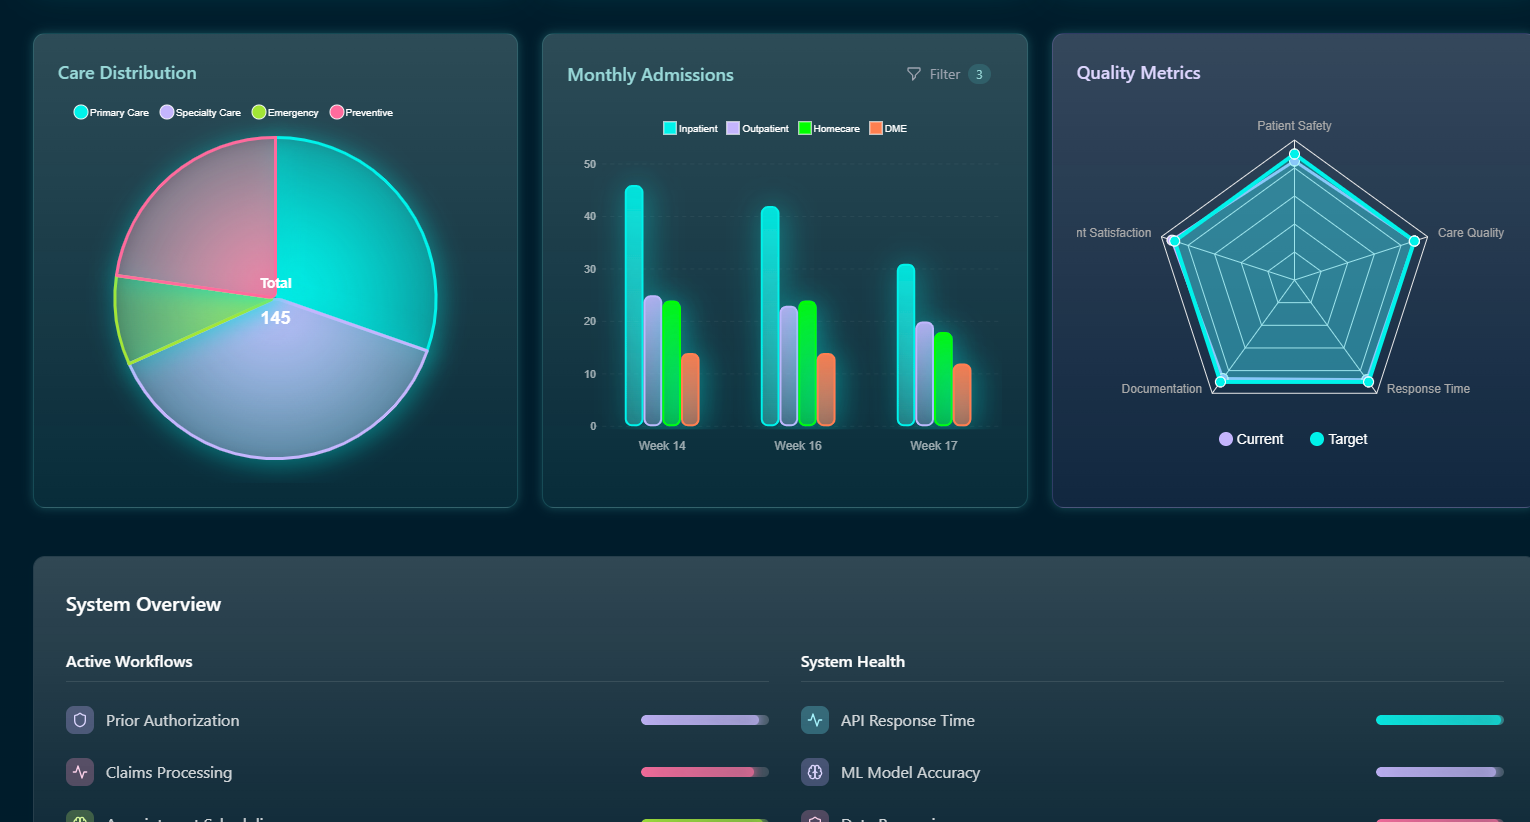 Care Distribution
Primary Care Specialty Care Emergency Preventive
Total
145
Monthly Admissions
Filter 3
Inpatient Outpatient Homecare DME
50
40
30
20
10
0
Week 14 Week 16 Week 17
Quality Metrics
Patient Safety
nt Satisfaction
Care Quality
Documentation
Response Time
Current Target
System Overview
Active Workflows
Prior Authorization
Claims Processing
System Health
API Response Time
ML Model Accuracy